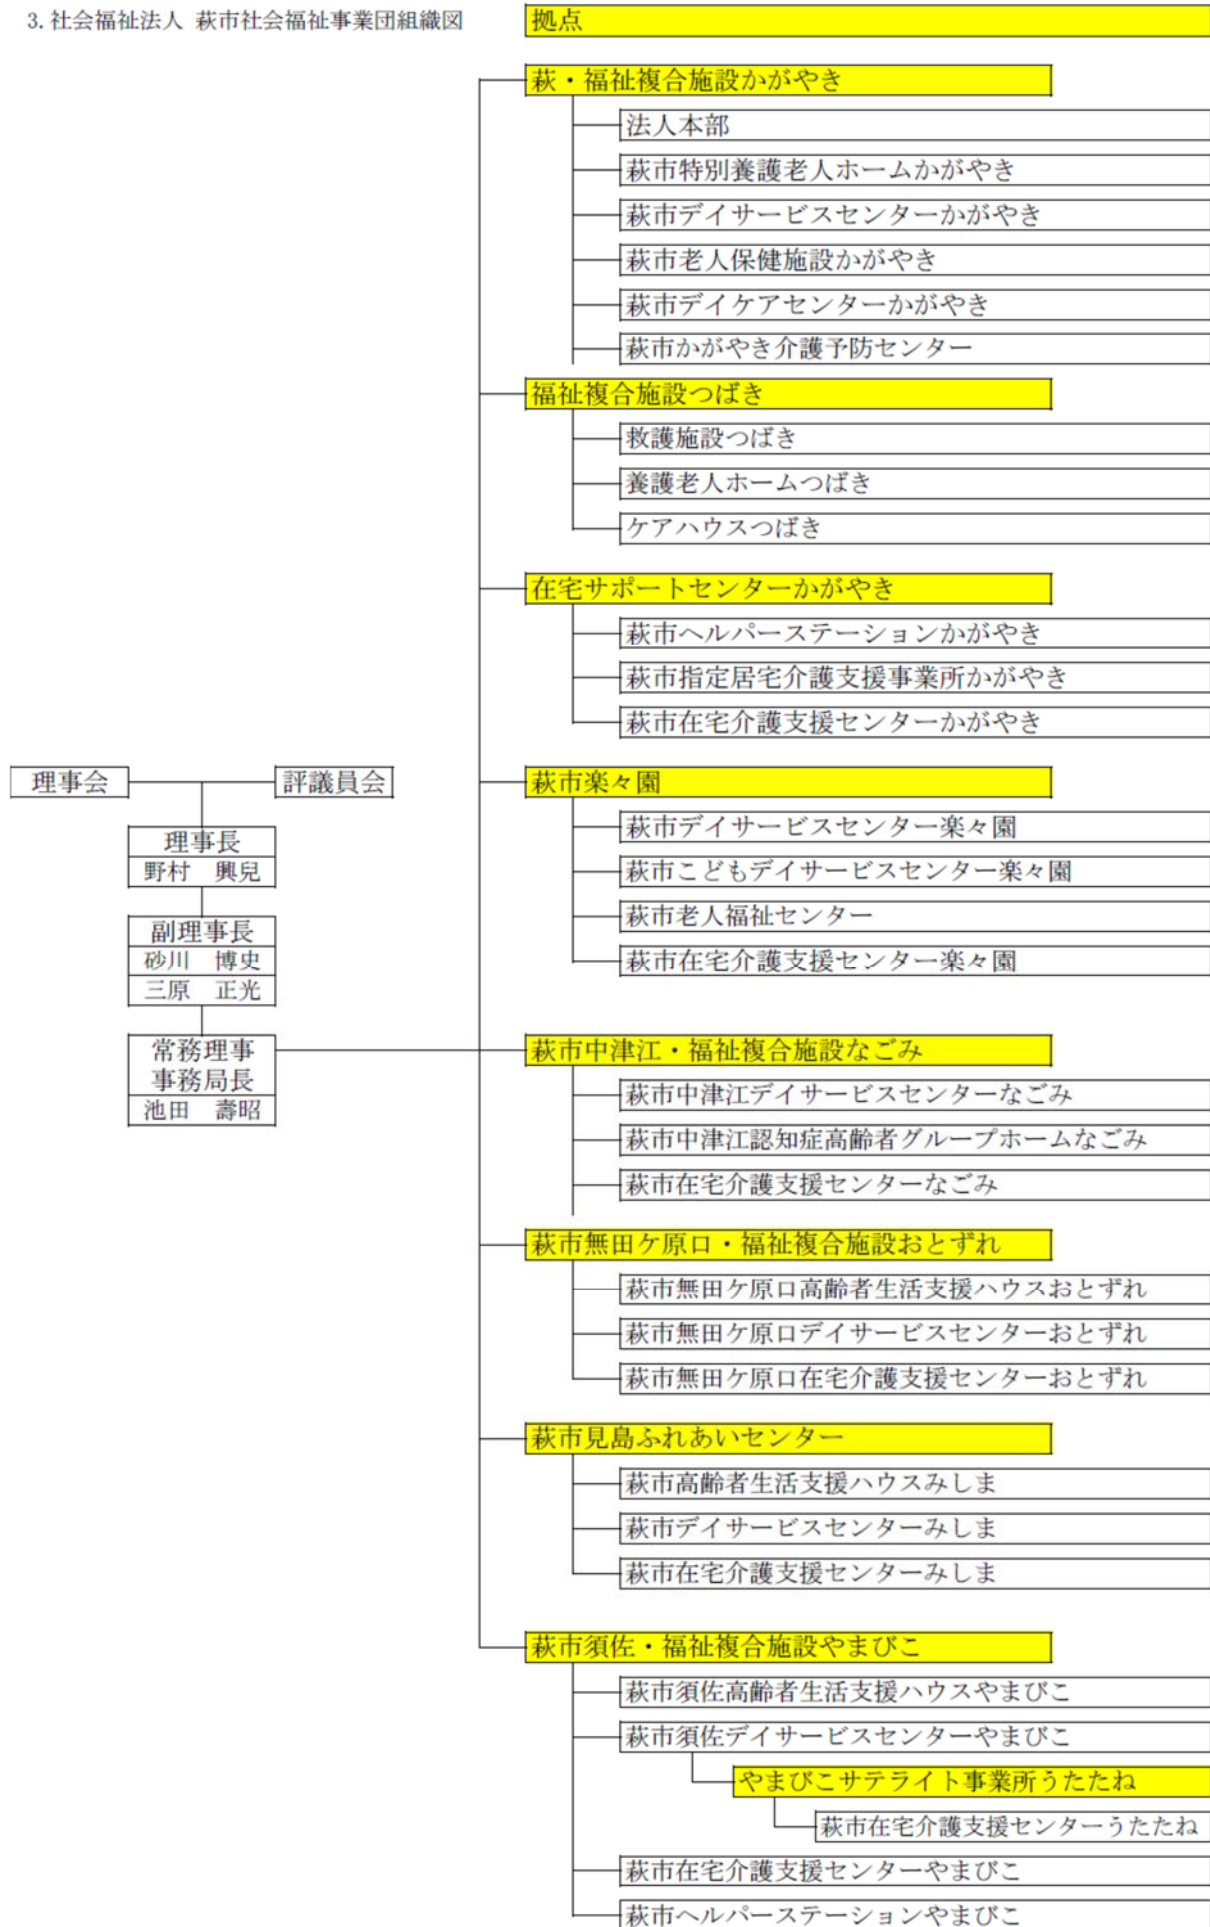 3. 社会福祉法人 萩市社会福祉事業団組織図
拠点
萩・福祉複合施設かがやき
法人本部
萩市特別養護老人ホームかがやき
萩市デイサービスセンターかがやき
萩市老人保健施設かがやき
萩市デイケアセンターかがやき
萩市かがやき介護予防センター
福祉複合施設つばき
救護施設つばき
養護老人ホームつばき
ケアハウスつばき
在宅サポートセンターかがやき
萩市ヘルパーステーションかがやき
萩市指定居宅介護支援事業所かがやき
萩市在宅介護支援センターかがやき
理事会
評議員会
理事長
野村 興兒
副理事長
砂川 博史
三原 正光
常務理事
事務局長
池田 壽昭
萩市楽々園
萩市デイサービスセンター楽々園
萩市こどもデイサービスセンター楽々園
萩市老人福祉センター
萩市在宅介護支援センター楽々園
萩市中津江・福祉複合施設なごみ
萩市中津江デイサービスセンターなごみ
萩市中津江認知症高齢者グループホームなごみ
萩市在宅介護支援センターなごみ
萩市無田ケ原口・福祉複合施設おとずれ
萩市無田ケ原口高齢者生活支援ハウスおとずれ
萩市無田ケ原口デイサービスセンターおとずれ
萩市無田ケ原口在宅介護支援センターおとずれ
萩市見島ふれあいセンター
萩市高齢者生活支援ハウスみしま
萩市デイサービスセンターみしま
萩市在宅介護支援センターみしま
萩市須佐・福祉複合施設やまびこ
萩市須佐高齢者生活支援ハウスやまびこ
萩市須佐デイサービスセンターやまびこ
やまびこサテライト事業所うたたね
萩市在宅介護支援センターうたたね
萩市在宅介護支援センターやまびこ
萩市ヘルパーステーションやまびこ